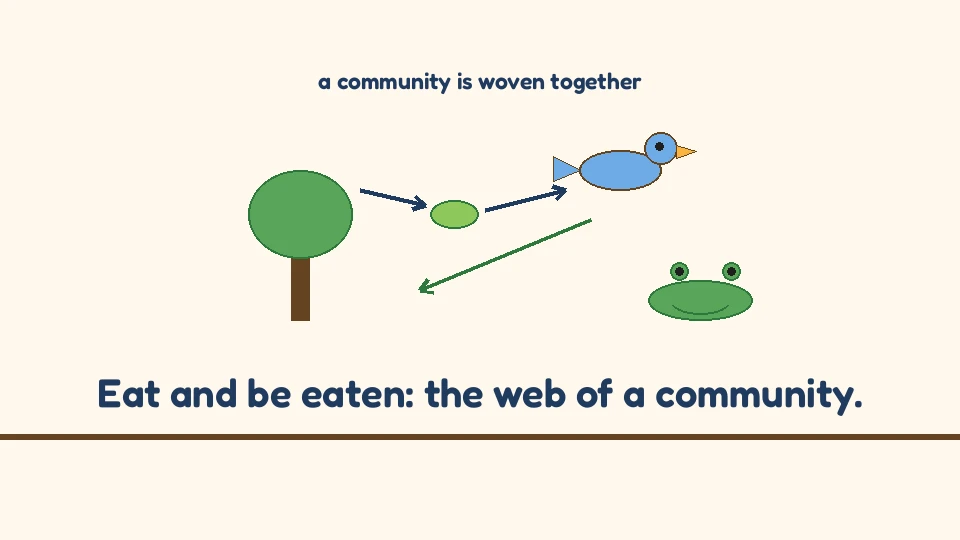 a community is woven together
Eat and be eaten: the web of a community.